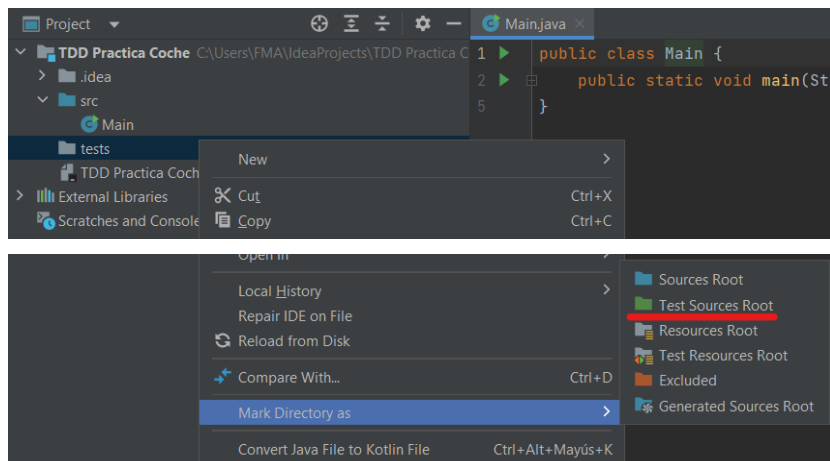 Project
Main.java
TDD Practica Coche C:\Users\FMA\IdeaProjects\TDD Practica C
1 public class Main {
.idea
2 public static void main(St
src
5 }
Main
tests
New
TDD Practica Coch
External Libraries
Cut Ctrl+X
Scratches and Console
Copy Ctrl+C
Open In
Local History
Repair IDE on File
Reload from Disk
Compare With... Ctrl+D
Mark Directory as
Convert Java File to Kotlin File Ctrl+Alt+Mayús+K
Sources Root
Test Sources Root
Resources Root
Test Resources Root
Excluded
Generated Sources Root